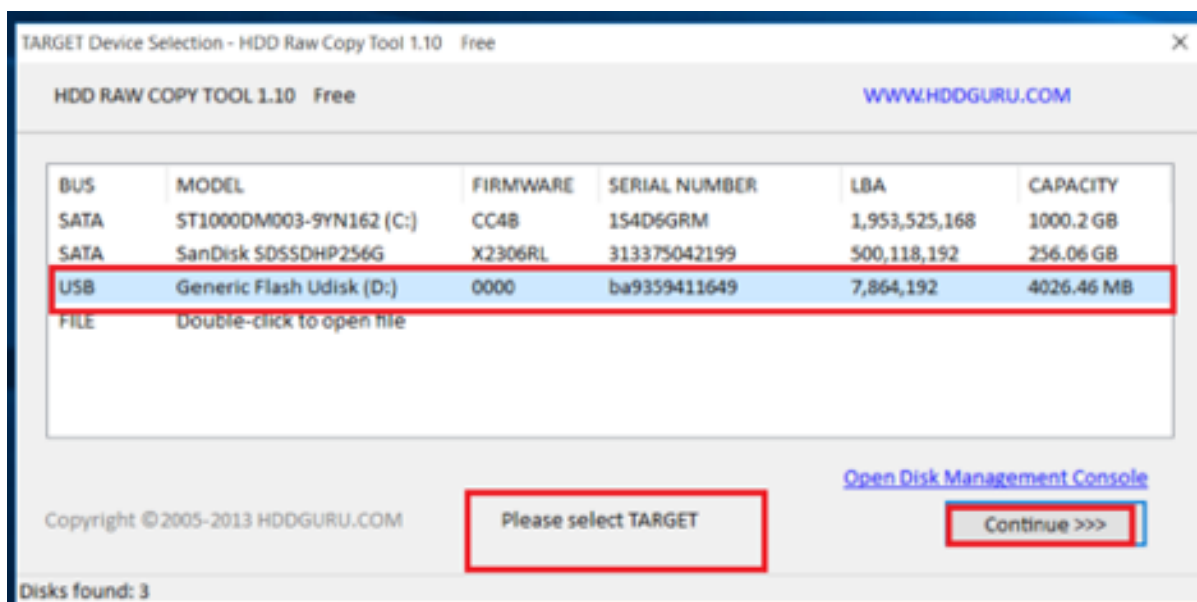 TARGET Device Selection - HDD Raw Copy Tool 1.10 Free
HDD RAW COPY TOOL 1.10 Free WWW.HDDGURU.COM
BUS MODEL FIRMWARE SERIAL NUMBER LBA CAPACITY
SATA ST1000DM003-9YN162 (C:) CC4B 1S4D6GRM 1,953,525,168 1000.2 GB
SATA SanDisk SDSSDHP256G X2306RL 313375042199 500,118,192 256.06 GB
USB Generic Flash Udisk (D:) 0000 ba9359411649 7,864,192 4026.46 MB
FILE Double-click to open file
Open Disk Management Console
Copyright © 2005-2013 HDDGURU.COM Please select TARGET Continue >>>
Disks found: 3